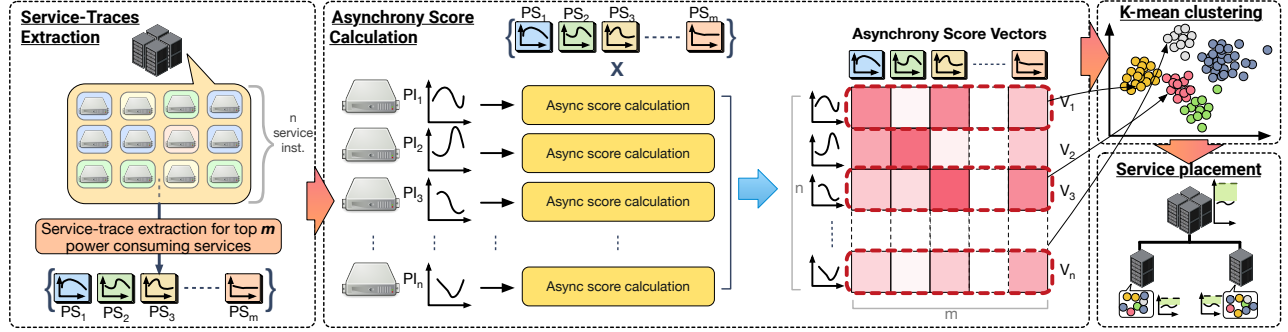 Service-Traces
Extraction
n
service
inst.
Service-trace extraction for top m
power consuming services
PS1
PS2
PS3
PSm
Asynchrony Score
Calculation
PS1
PS2
PS3
PSm
X
PI1
Async score calculation
PI2
Async score calculation
PI3
Async score calculation
PIn
Async score calculation
Asynchrony Score Vectors
V1
V2
n
V3
Vn
m
K-mean clustering
Service placement